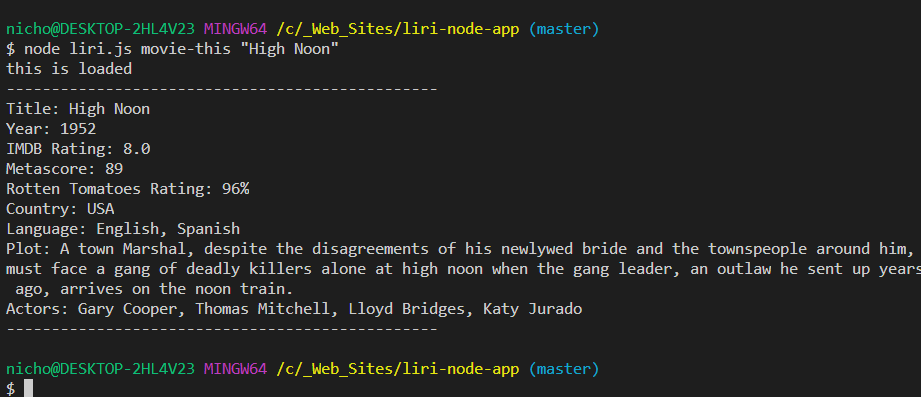 nicho@DESKTOP-2HL4V23 MINGW64 /c/_Web_Sites/liri-node-app (master)
$ node liri.js movie-this "High Noon"
this is loaded
------------------------------------------------
Title: High Noon
Year: 1952
IMDB Rating: 8.0
Metascore: 89
Rotten Tomatoes Rating: 96%
Country: USA
Language: English, Spanish
Plot: A town Marshal, despite the disagreements of his newlywed bride and the townspeople around him,
must face a gang of deadly killers alone at high noon when the gang leader, an outlaw he sent up years
 ago, arrives on the noon train.
Actors: Gary Cooper, Thomas Mitchell, Lloyd Bridges, Katy Jurado
------------------------------------------------
nicho@DESKTOP-2HL4V23 MINGW64 /c/_Web_Sites/liri-node-app (master)
$